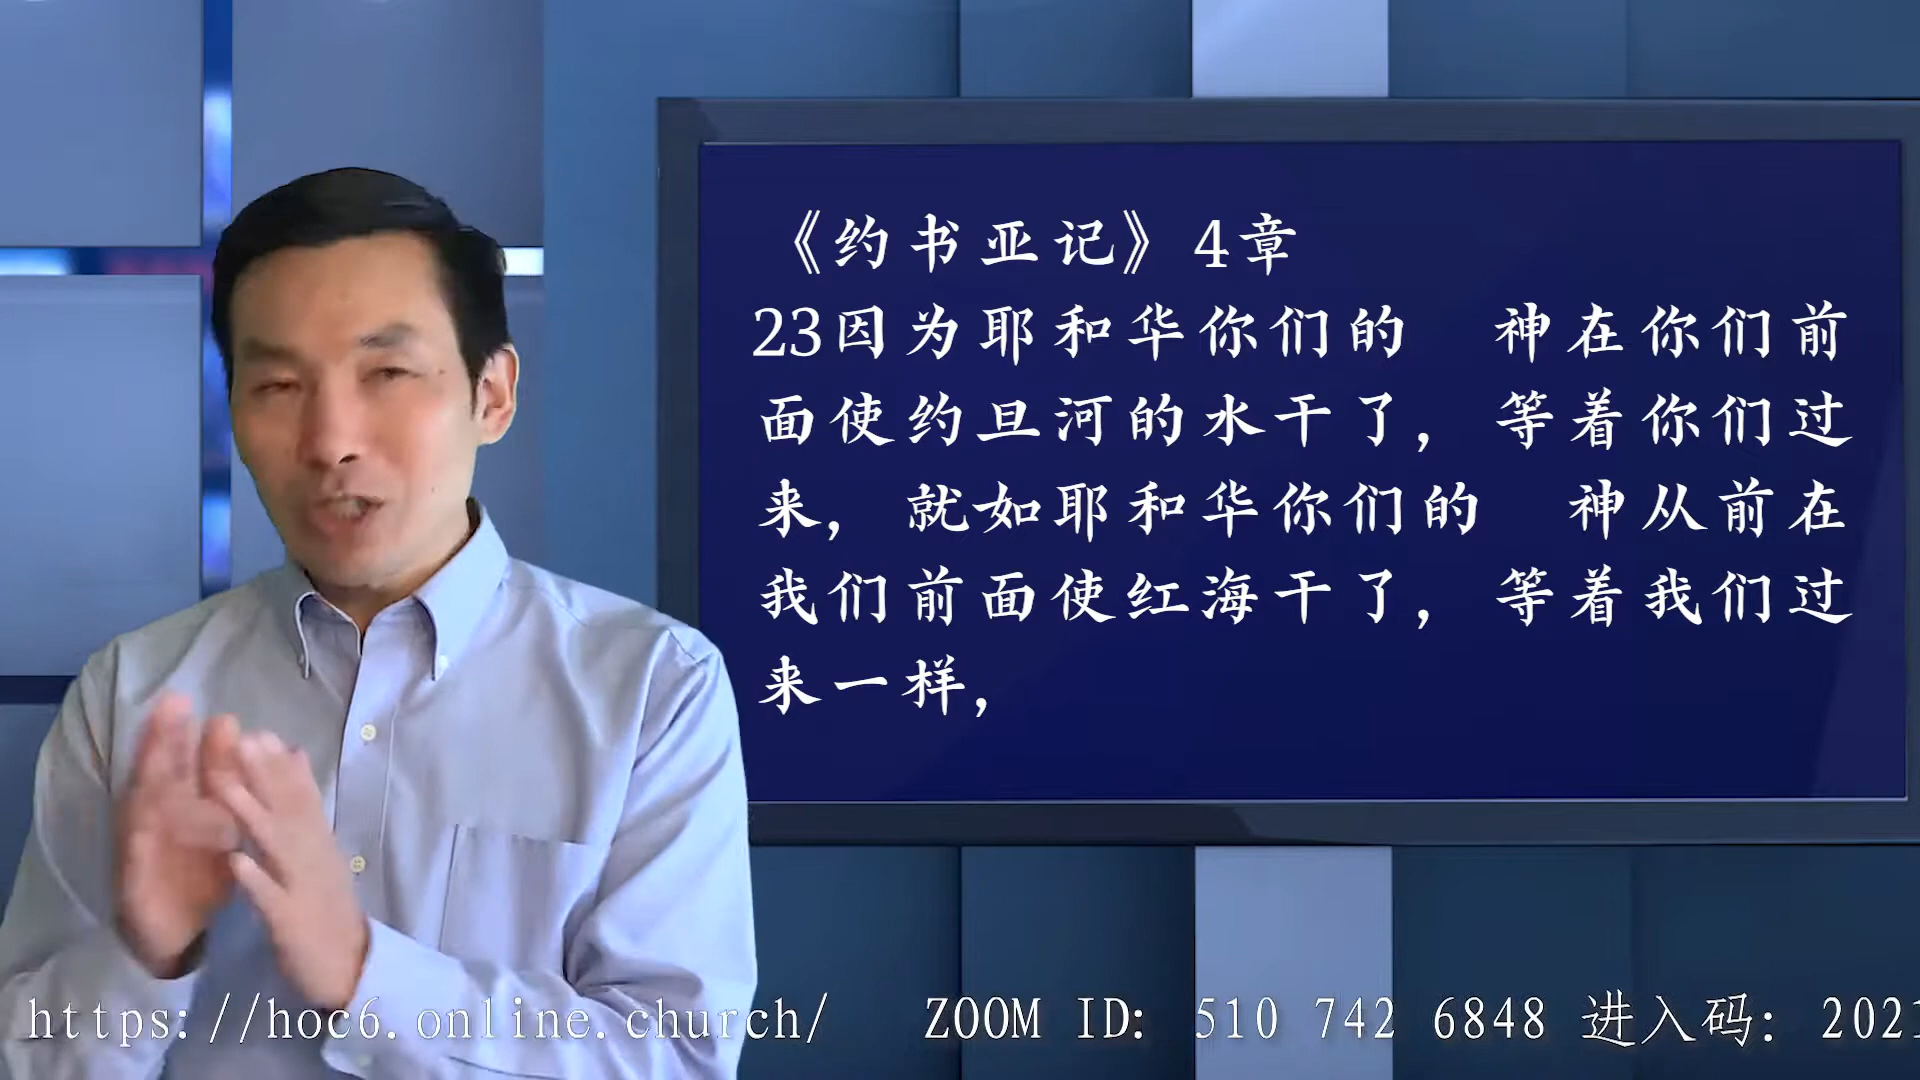 《约书亚记》4章
23因为耶和华你们的　神在你们前
面使约旦河的水干了，等着你们过
来，就如耶和华你们的　神从前在
我们前面使红海干了，等着我们过
来一样，
https://hoc6.online.church/ ZOOM ID: 510 742 6848 进入码: 2021